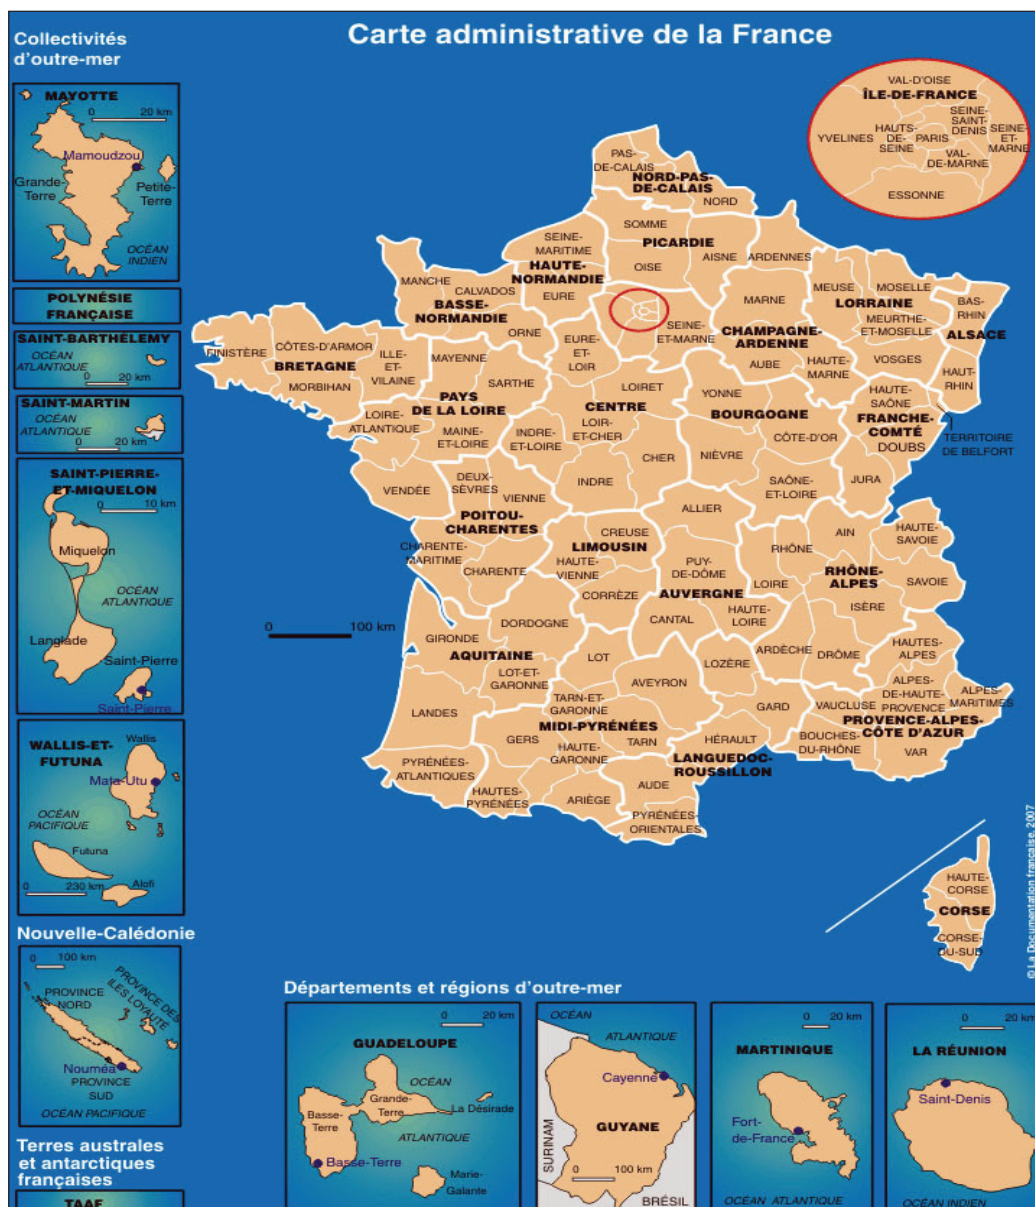 Carte administrative de la France
Collectivités
d'outre-mer
MAYOTTE
0 20 km
Mamoudzou
Grande-
Terre
Petite-
Terre
OCÉAN
INDIEN
POLYNÉSIE
FRANÇAISE
SAINT-BARTHÉLEMY
OCÉAN
ATLANTIQUE
0 20 km
SAINT-MARTIN
OCÉAN
ATLANTIQUE
0 20 km
SAINT-PIERRE-
ET-MIQUELON
0 10 km
Miquelon
OCÉAN
ATLANTIQUE
Langlade
Saint-Pierre
Saint-Pierre
WALLIS-ET-
FUTUNA
Wallis
Mata-Utu
OCÉAN
PACIFIQUE
Futuna
0 230 km
Alofi
Nouvelle-Calédonie
0 100 km
PROVINCE
NORD
PROVINCE DES
ILES LOYAUTÉ
Nouméa
PROVINCE
SUD
OCÉAN PACIFIQUE
Terres australes
et antarctiques
françaises
TAAF
VAL-D'OISE
ÎLE-DE-FRANCE
YVELINES
HAUTS-
DE-
SEINE
PARIS
SEINE-
SAINT-
DENIS
SEINE-
ET-
MARNE
VAL-
DE-MARNE
ESSONNE
PAS-
DE-CALAIS
NORD-PAS-
DE-CALAIS
NORD
SOMME
PICARDIE
OISE
AISNE
ARDENNES
SEINE-
MARITIME
HAUTE-
NORMANDIE
EURE
MANCHE
CALVADOS
BASSE-
NORMANDIE
ORNE
MARNE
CHAMPAGNE-
ARDENNE
AUBE
HAUTE-
MARNE
MEUSE
MOSELLE
LORRAINE
MEURTHE-
ET-MOSELLE
VOSGES
BAS-
RHIN
ALSACE
HAUT-
RHIN
SEINE-
ET-MARNE
FINISTÈRE
CÔTES-D'ARMOR
BRETAGNE
MORBIHAN
ILLE-
ET-
VILAINE
MAYENNE
SARTHE
PAYS
DE LA LOIRE
LOIRE-
ATLANTIQUE
MAINE-
ET-LOIRE
VENDÉE
EURE-
ET-
LOIR
LOIRET
CENTRE
LOIR-
ET-CHER
INDRE-
ET-LOIRE
CHER
INDRE
YONNE
BOURGOGNE
CÔTE-D'OR
NIÈVRE
SAÔNE-
ET-LOIRE
HAUTE-
SAÔNE
FRANCHE-
COMTÉ
DOUBS
TERRITOIRE
DE BELFORT
JURA
DEUX-
SÈVRES
VIENNE
POITOU-
CHARENTES
CHARENTE-
MARITIME
CHARENTE
CREUSE
LIMOUSIN
HAUTE-
VIENNE
CORRÈZE
ALLIER
PUY-
DE-DÔME
AUVERGNE
CANTAL
HAUTE-
LOIRE
AIN
HAUTE-
SAVOIE
RHÔNE
LOIRE
RHÔNE-
ALPES
SAVOIE
ISÈRE
ARDÈCHE
DRÔME
0 100 km
DORDOGNE
GIRONDE
AQUITAINE
LOT-ET-
GARONNE
LANDES
PYRÉNÉES-
ATLANTIQUES
LOT
AVEYRON
TARN-ET-
GARONNE
MIDI-PYRÉNÉES
GERS
TARN
HAUTE-
GARONNE
HAUTES-
PYRÉNÉES
ARIÈGE
LOZÈRE
GARD
HÉRAULT
LANGUEDOC-
ROUSSILLON
AUDE
PYRÉNÉES-
ORIENTALES
HAUTES-
ALPES
ALPES-
DE-HAUTE-
PROVENCE
ALPES-
MARITIMES
VAUCLUSE
PROVENCE-ALPES-
CÔTE D'AZUR
BOUCHES-
DU-RHÔNE
VAR
HAUTE-
CORSE
CORSE
CORSE-
DU-SUD
© La Documentation française, 2007
Départements et régions d'outre-mer
0 20 km
GUADELOUPE
OCÉAN
Grande-
Terre
La Désirade
Basse-
Terre
ATLANTIQUE
Basse-Terre
Marie-
Galante
OCÉAN
ATLANTIQUE
Cayenne
GUYANE
SURINAM
0 100 km
BRÉSIL
0 20 km
MARTINIQUE
Fort-
de-France
OCÉAN ATLANTIQUE
0 20 km
LA RÉUNION
Saint-Denis
OCÉAN INDIEN